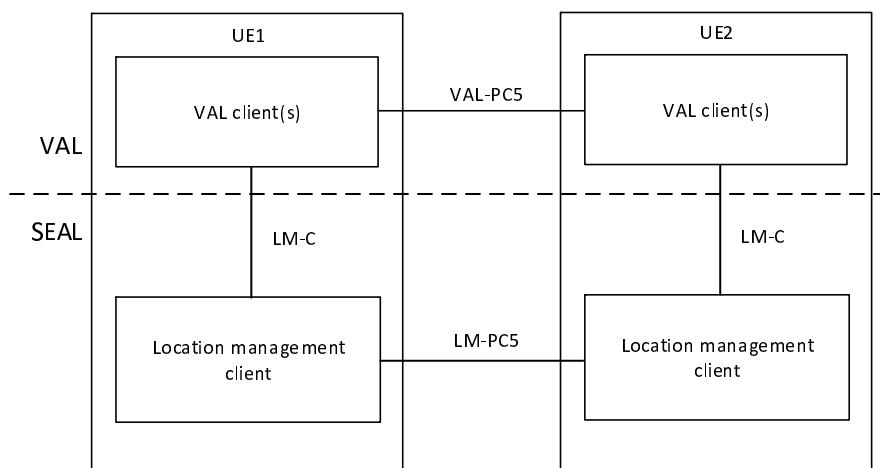 UE1
UE2
VAL client(s)
VAL-PC5
VAL client(s)
VAL
SEAL
LM-C
LM-C
Location management
client
LM-PC5
Location management
client